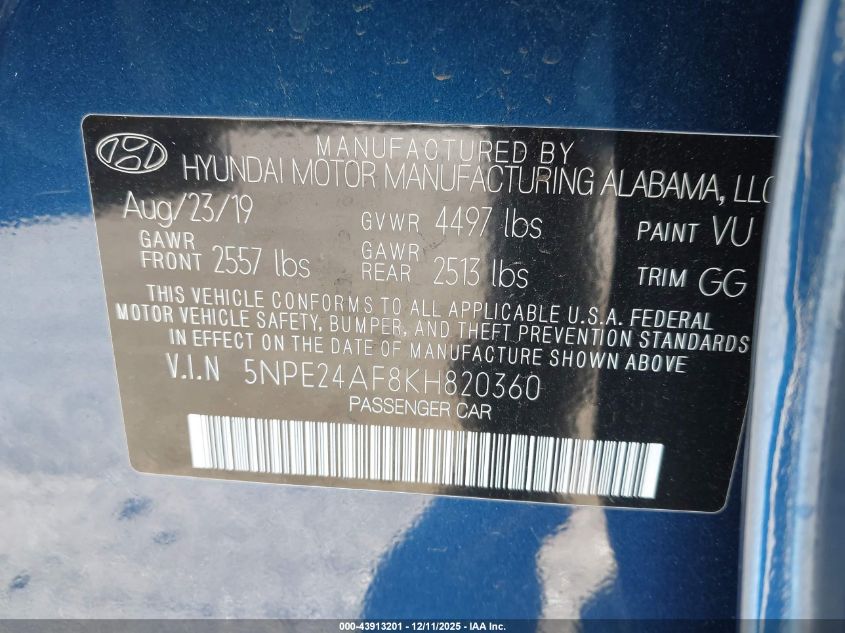 MANUFACTURED BY
HYUNDAI MOTOR MANUFACTURING ALABAMA, LLC
Aug/23/19 GVWR 4497 lbs PAINT VU
GAWR FRONT 2557 lbs GAWR REAR 2513 lbs TRIM GG
THIS VEHICLE CONFORMS TO ALL APPLICABLE U.S.A. FEDERAL
MOTOR VEHICLE SAFETY, BUMPER, AND THEFT PREVENTION STANDARDS
IN EFFECT ON THE DATE OF MANUFACTURE SHOWN ABOVE
V.I.N 5NPE24AF8KH820360
PASSENGER CAR
000-43913201 - 12/11/2025 - IAA Inc.